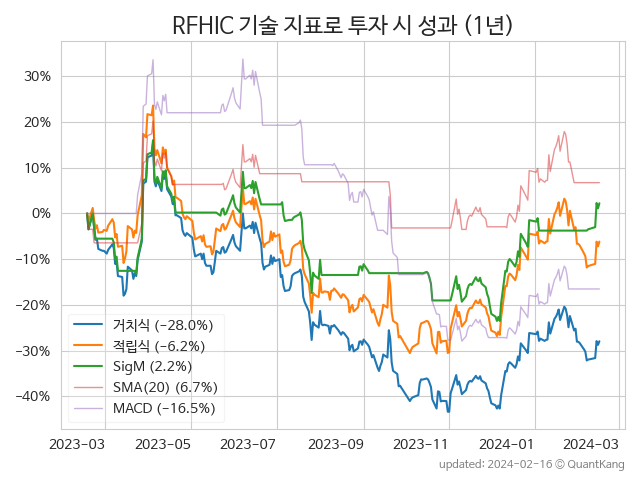 RFHIC 기술 지표로 투자 시 성과 (1년)
30%
20%
10%
0%
−10%
−20%
−30%
−40%
거치식 (−28.0%)
적립식 (−6.2%)
SigM (2.2%)
SMA(20) (6.7%)
MACD (−16.5%)
2023-03 2023-05 2023-07 2023-09 2023-11 2024-01 2024-03
updated: 2024-02-16 © QuantKang